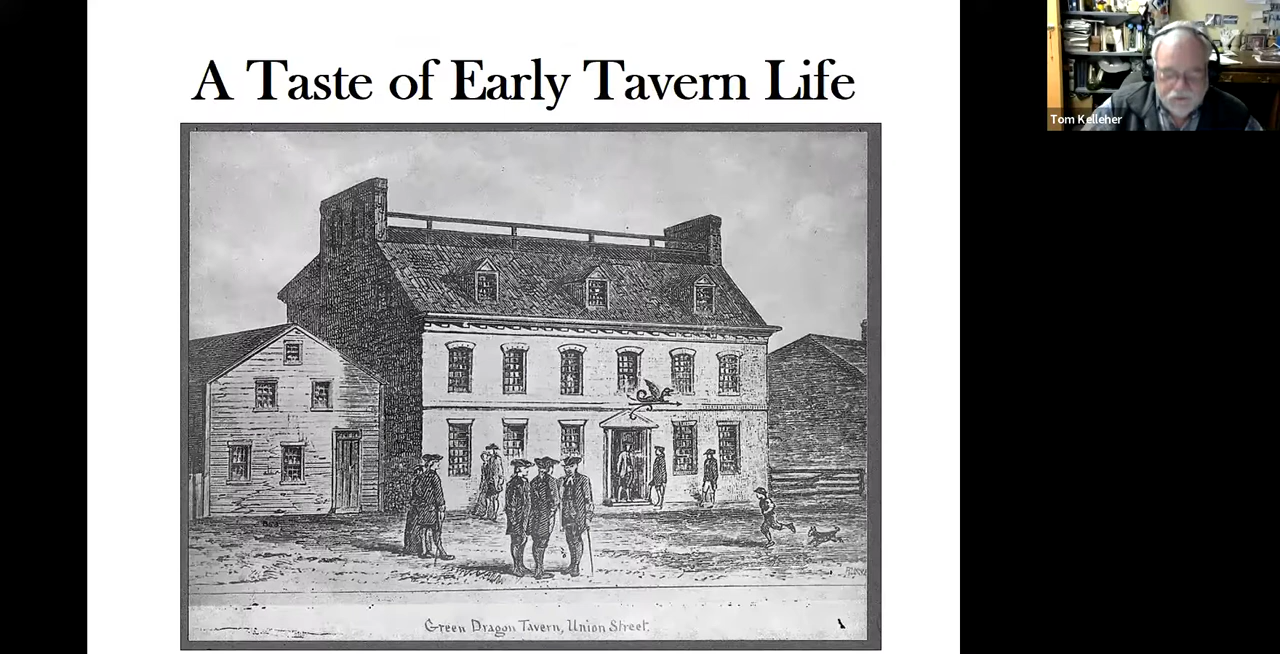 A Taste of Early Tavern Life
Tom Kelleher
Green Dragon Tavern, Union Street.